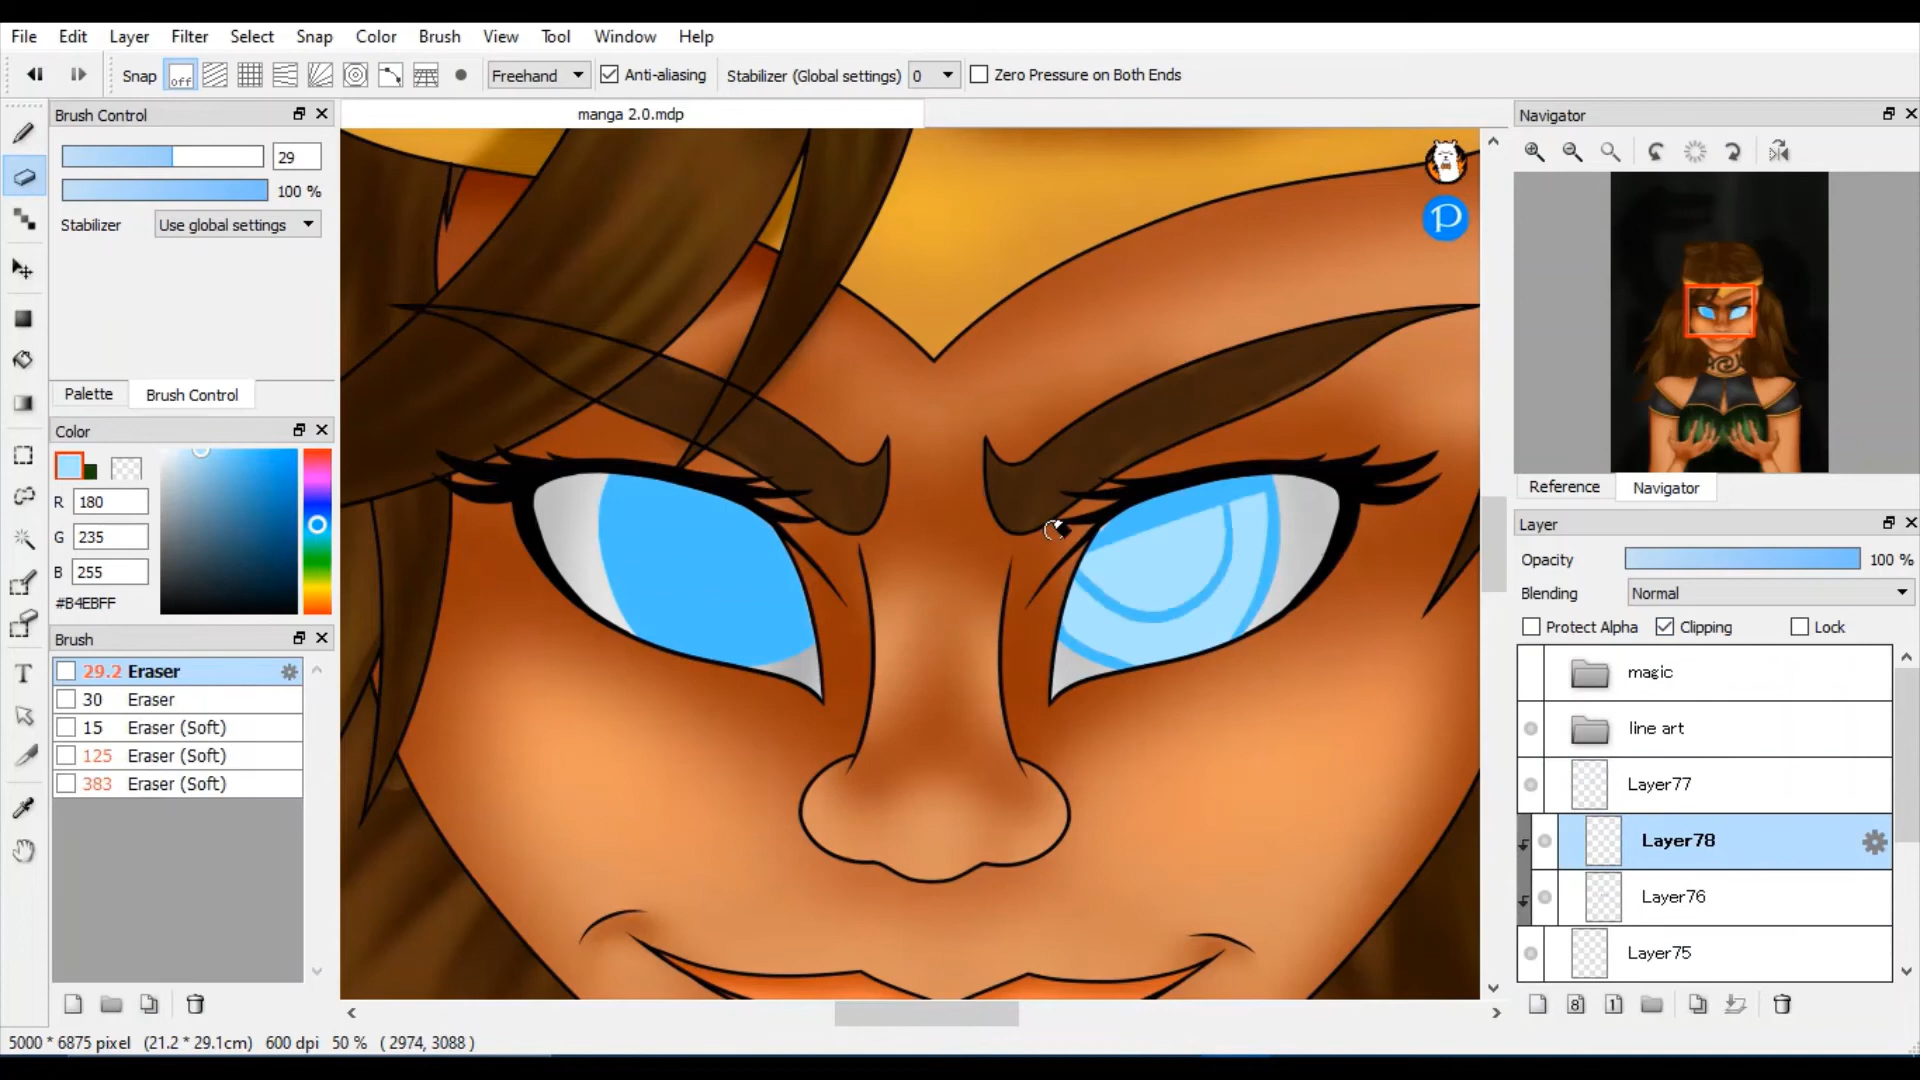 File Edit Layer Filter Select Snap Color Brush View Tool Window Help
Snap off Freehand Anti-aliasing Stabilizer (Global settings) 0 Zero Pressure on Both Ends
Brush Control
manga 2.0.mdp
Navigator
29
100 %
Stabilizer Use global settings
P
Palette Brush Control
Color
R 180
G 235
B 255
#B4EBFF
Brush
29.2 Eraser
30 Eraser
15 Eraser (Soft)
125 Eraser (Soft)
383 Eraser (Soft)
Reference Navigator
Layer
Opacity 100 %
Blending Normal
Protect Alpha Clipping Lock
magic
line art
Layer77
Layer78
Layer76
Layer75
T
8 1
5000 * 6875 pixel (21.2 * 29.1cm) 600 dpi 50 % ( 2974, 3088 )